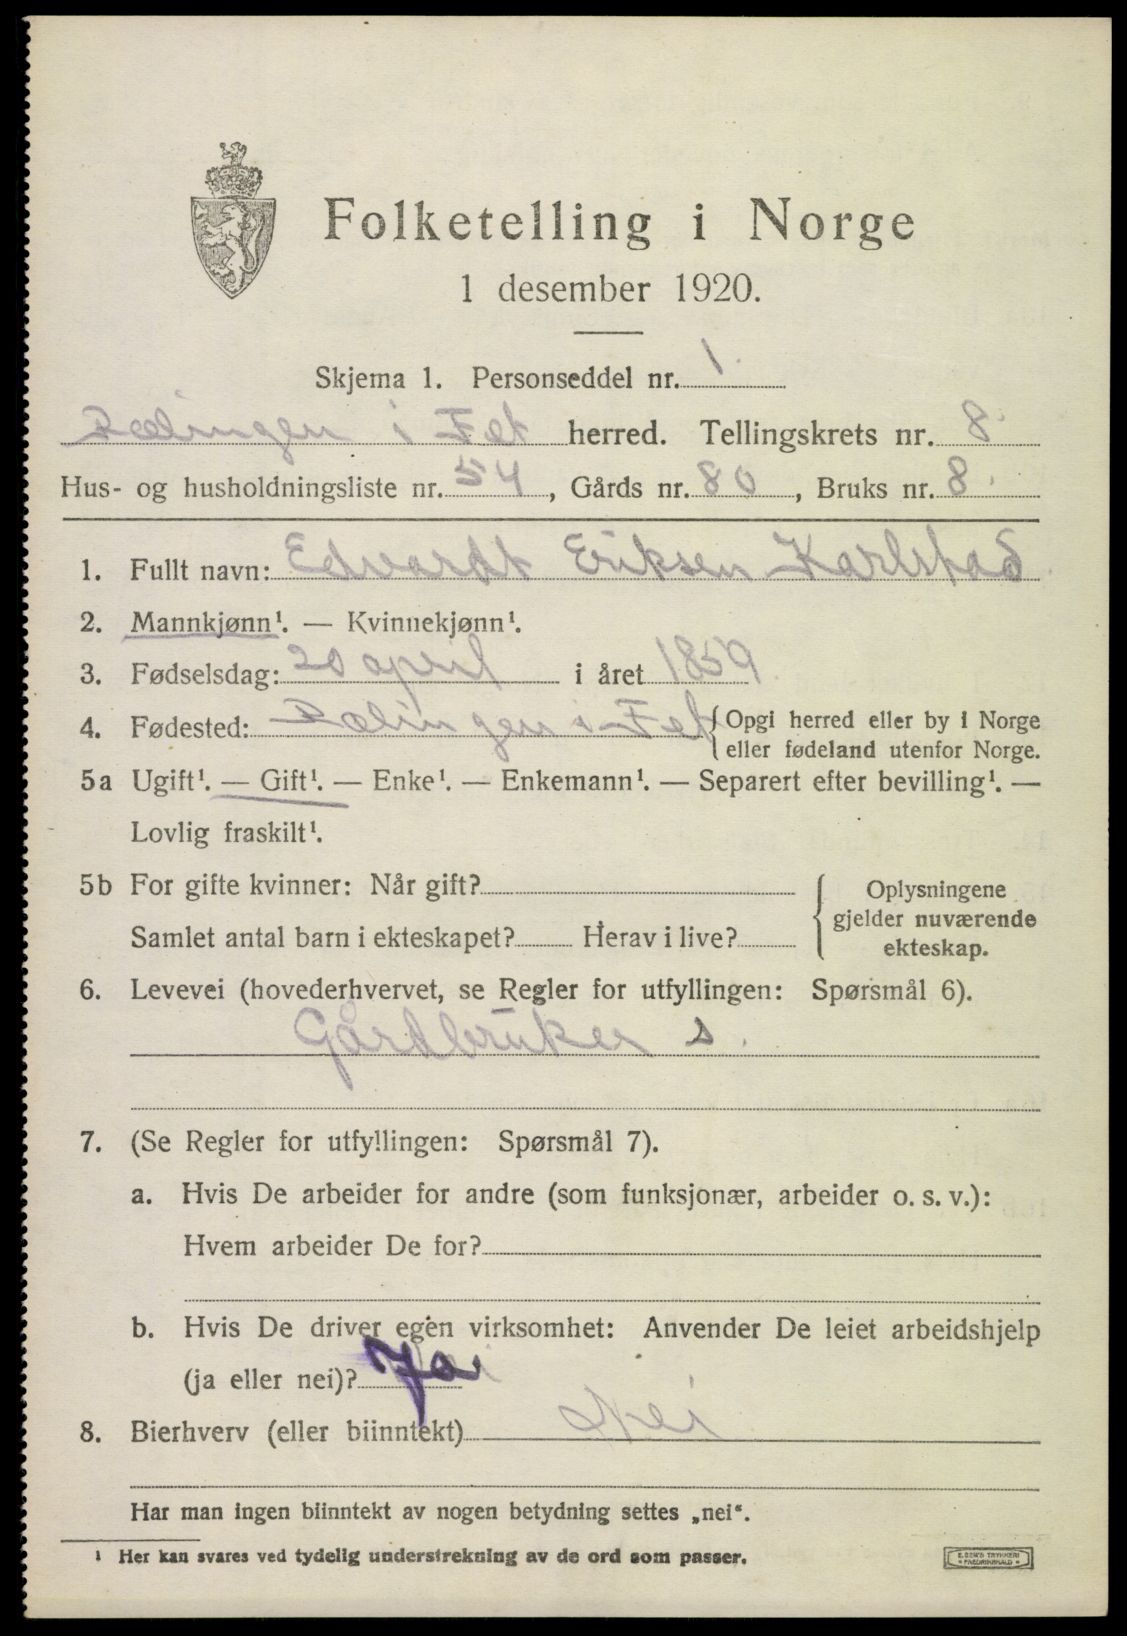 Folketelling i Norge
1 desember 1920.
Skjema 1. Personseddel nr. 1.
Rælingen i Fet herred. Tellingskrets nr. 8.
Hus- og husholdningsliste nr. 54, Gårds nr. 80, Bruks nr. 8.
1. Fullt navn: Edvardt Eriksen Karlstad
2. Mannkjønn¹. — Kvinnekjønn¹.
3. Fødselsdag: 20 april i året 1859.
4. Fødested: Rælingen i Fet {Opgi herred eller by i Norge
eller fødeland utenfor Norge.
5a Ugift¹. — Gift¹. — Enke¹. — Enkemann¹. — Separert efter bevilling¹. —
Lovlig fraskilt¹.
5b For gifte kvinner: Når gift?
Samlet antal barn i ekteskapet? Herav i live?
Oplysningene
gjelder nuværende
ekteskap.
6. Levevei (hovederhvervet, se Regler for utfyllingen: Spørsmål 6).
Gårdbruker s.
7. (Se Regler for utfyllingen: Spørsmål 7).
a. Hvis De arbeider for andre (som funksjonær, arbeider o. s. v.):
Hvem arbeider De for?
b. Hvis De driver egen virksomhet: Anvender De leiet arbeidshjelp
(ja eller nei)? Ja
8. Bierhverv (eller biinntekt) Nei
Har man ingen biinntekt av nogen betydning settes „nei“.
¹ Her kan svares ved tydelig understrekning av de ord som passer.